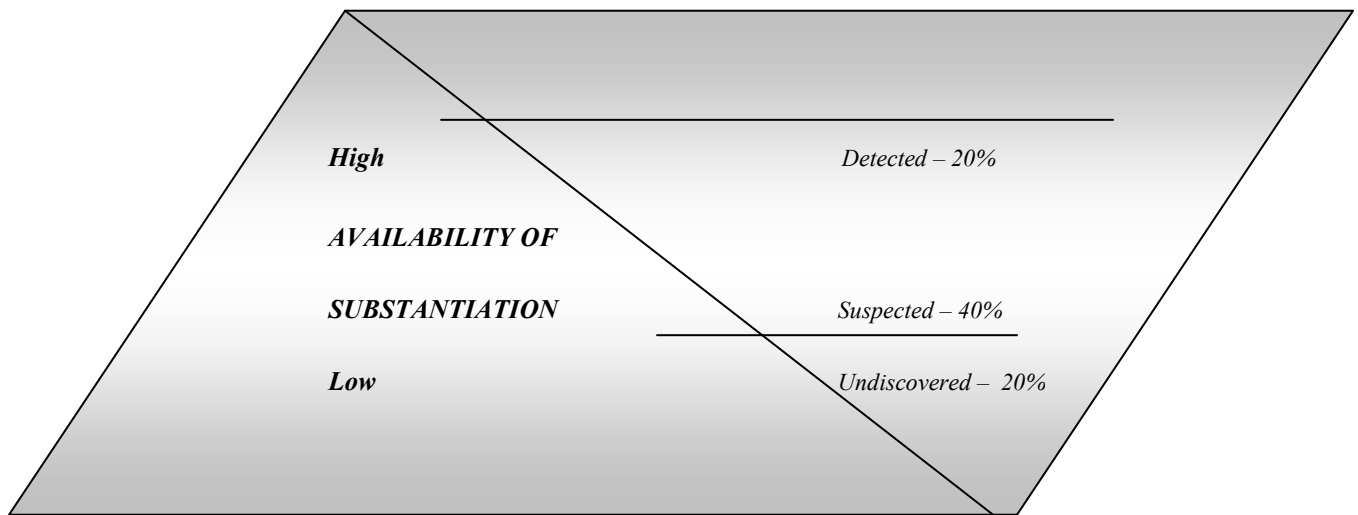 High Detected – 20%
AVAILABILITY OF
SUBSTANTIATION Suspected – 40%
Low Undiscovered – 20%